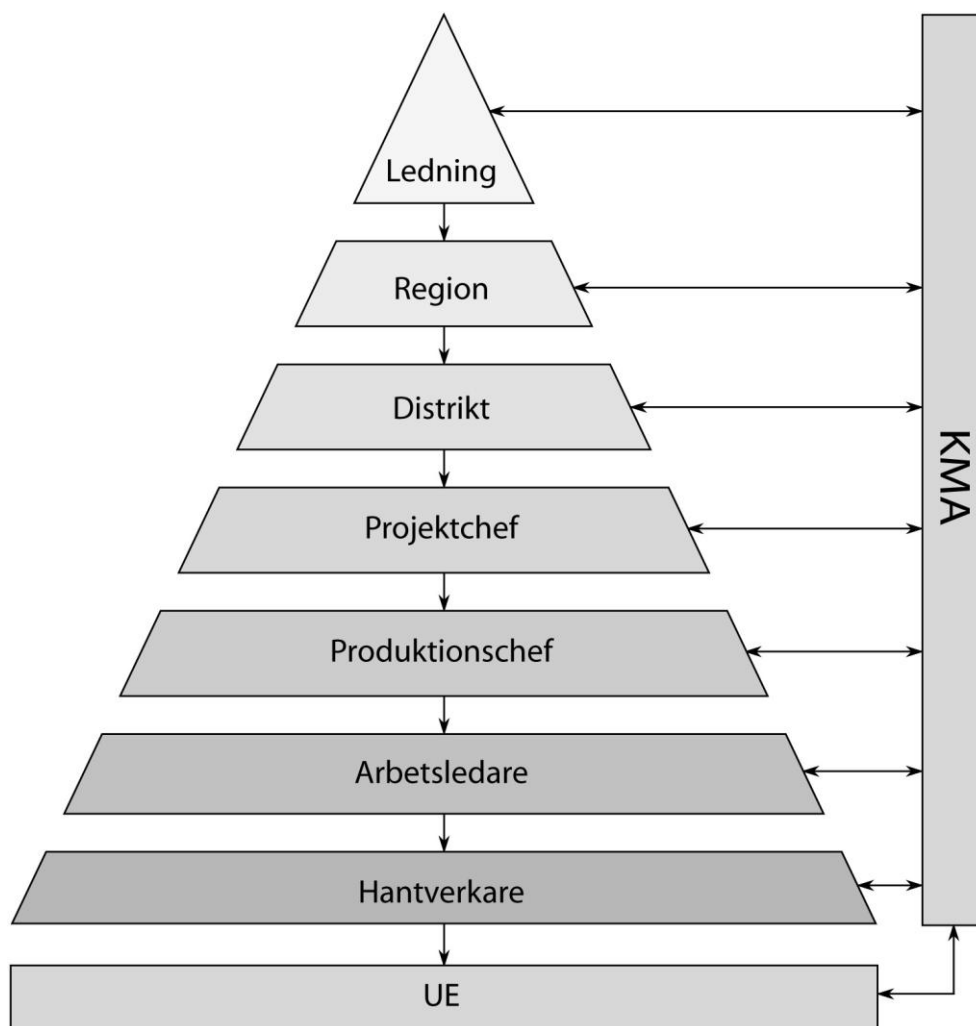 Ledning
Region
Distrikt
KMA
Projektchef
Produktionschef
Arbetsledare
Hantverkare
UE